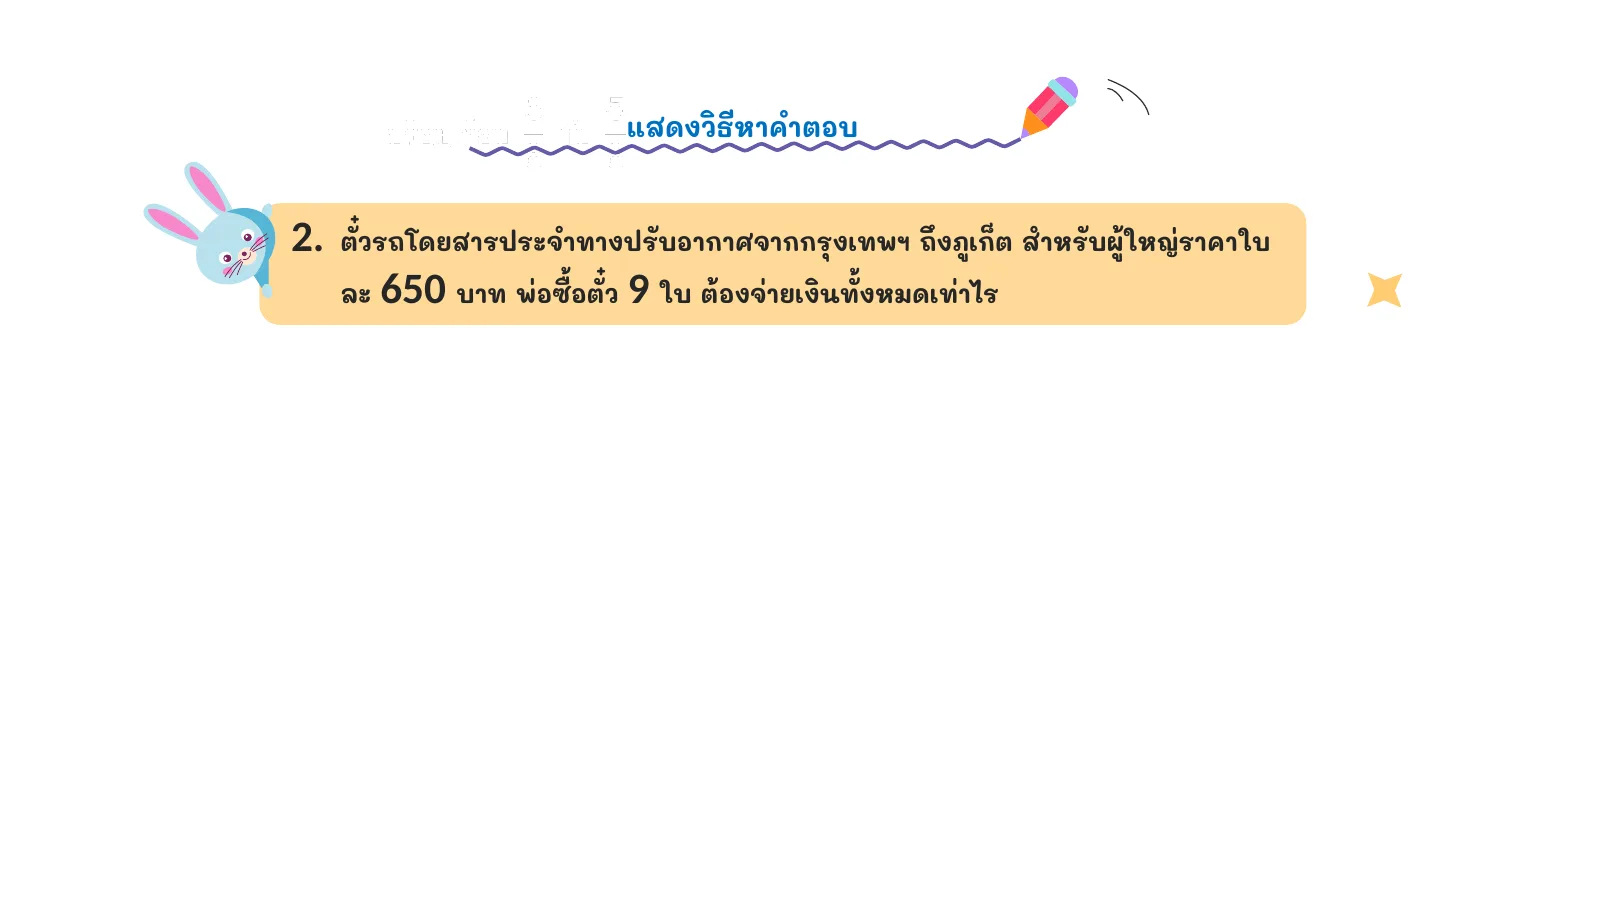 แสดงวิธีหาคำตอบ
2. ตั๋วรถโดยสารประจำทางปรับอากาศจากกรุงเทพฯ ถึงภูเก็ต สำหรับผู้ใหญ่ราคาใบ
ละ 650 บาท พ่อซื้อตั๋ว 9 ใบ ต้องจ่ายเงินทั้งหมดเท่าไร